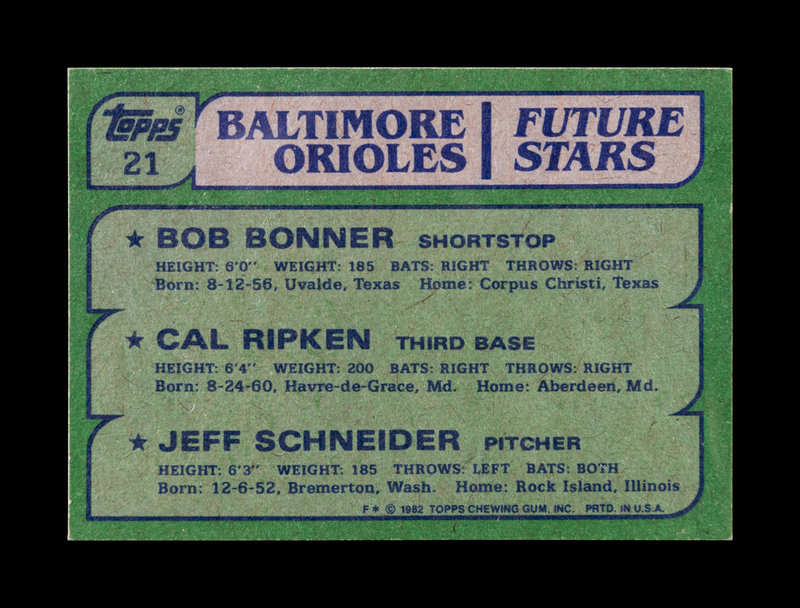 topps®
21
BALTIMORE
ORIOLES
FUTURE
STARS
★ BOB BONNER SHORTSTOP
HEIGHT: 6'0" WEIGHT: 185 BATS: RIGHT THROWS: RIGHT
Born: 8-12-56, Uvalde, Texas Home: Corpus Christi, Texas
★ CAL RIPKEN THIRD BASE
HEIGHT: 6'4" WEIGHT: 200 BATS: RIGHT THROWS: RIGHT
Born: 8-24-60, Havre-de-Grace, Md. Home: Aberdeen, Md.
★ JEFF SCHNEIDER PITCHER
HEIGHT: 6'3" WEIGHT: 185 THROWS: LEFT BATS: BOTH
Born: 12-6-52, Bremerton, Wash. Home: Rock Island, Illinois
F* © 1982 TOPPS CHEWING GUM, INC. PRTD. IN U.S.A.